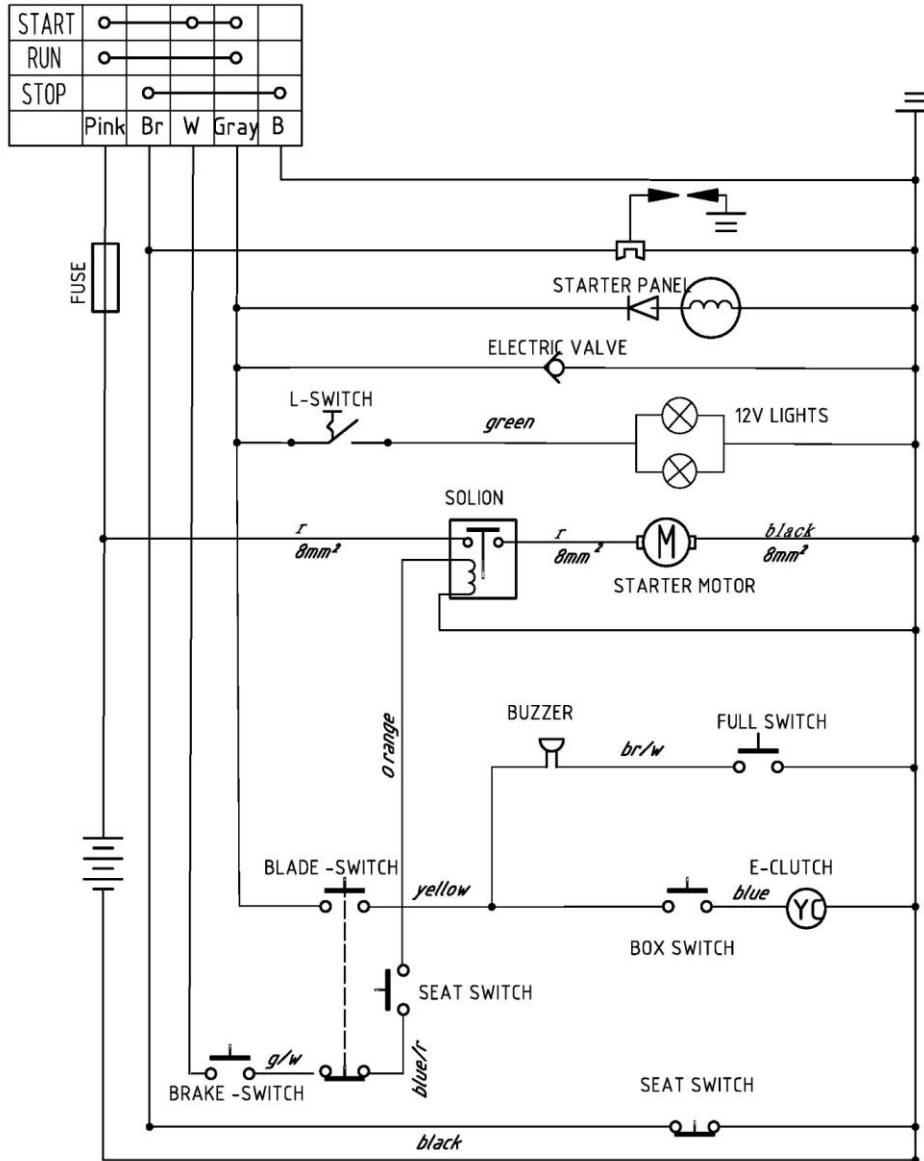 START
RUN
STOP
Pink Br W Gray B
FUSE
STARTER PANEL
ELECTRIC VALVE
L-SWITCH
green
12V LIGHTS
SOLION
r
8mm²
r
8mm²
M
black
8mm²
STARTER MOTOR
orange
BUZZER
br/w
FULL SWITCH
BLADE -SWITCH
yellow
E-CLUTCH
blue
YC
BOX SWITCH
SEAT SWITCH
g/w
blue/r
BRAKE -SWITCH
SEAT SWITCH
black